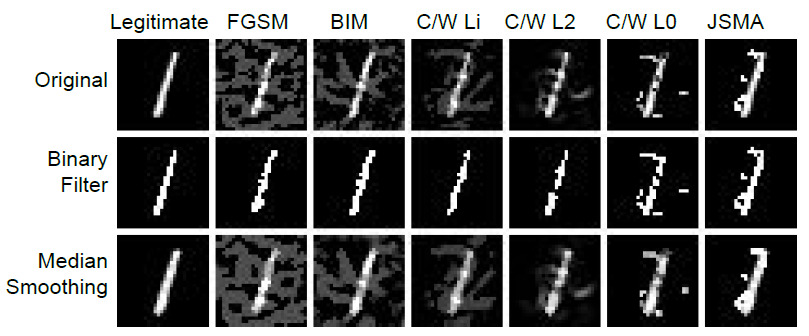 Legitimate FGSM BIM C/W Li C/W L2 C/W L0 JSMA
Original
Binary
Filter
Median
Smoothing